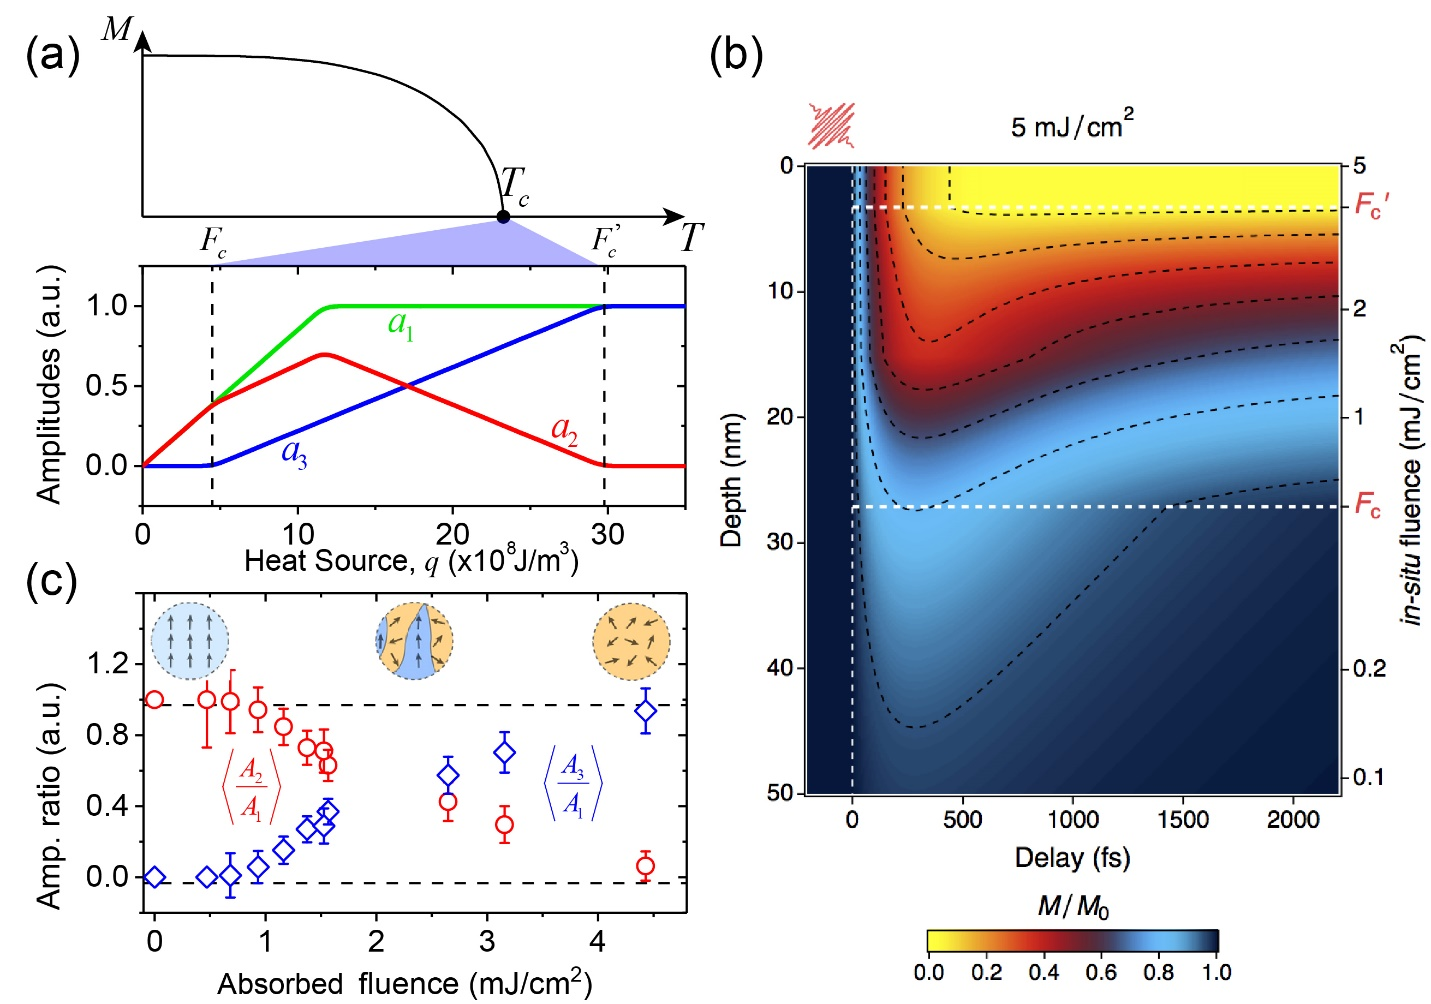 (a)
M
T_c
F_c
F_c'
T
1.0
0.5
0.0
Amplitudes (a.u.)
a_1
a_2
a_3
0 10 20 30
Heat Source, q (x10^8J/m^3)
(b)
5 mJ/cm^2
0
10
20
30
40
50
Depth (nm)
5
F_c'
2
1
F_c
0.2
0.1
in-situ fluence (mJ/cm^2)
0 500 1000 1500 2000
Delay (fs)
M/M_0
0.0 0.2 0.4 0.6 0.8 1.0
(c)
1.2
0.8
0.4
0.0
Amp. ratio (a.u.)
⟨A_2/A_1⟩
⟨A_3/A_1⟩
0 1 2 3 4
Absorbed fluence (mJ/cm^2)